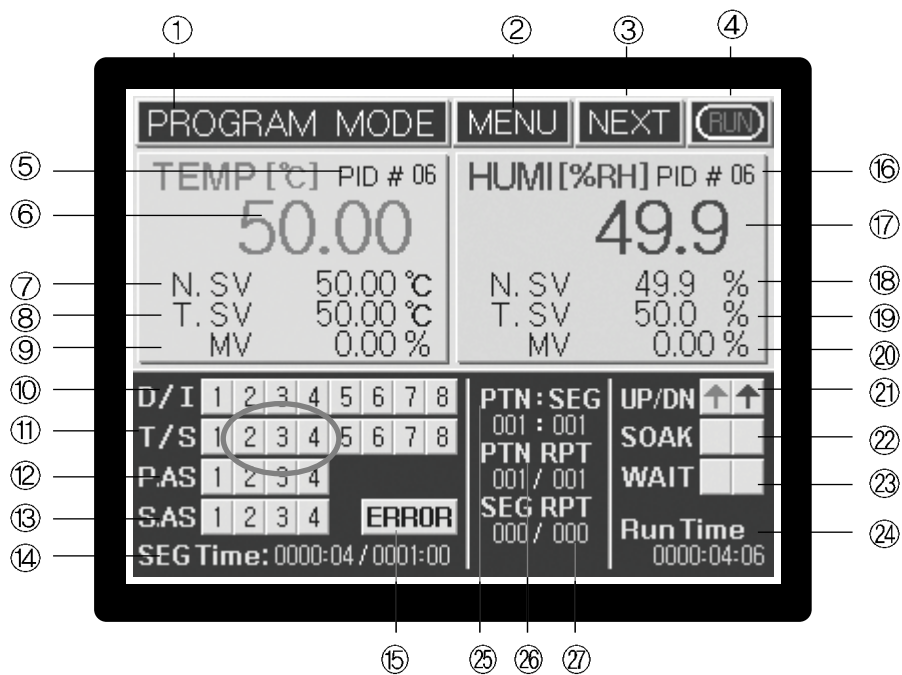 ① ② ③ ④
PROGRAM MODE MENU NEXT RUN
⑤ TEMP [℃] PID # 06 HUMI [%RH] PID # 06 ⑯
⑥ 50.00 49.9 ⑰
⑦ N. SV 50.00 ℃ N. SV 49.9 % ⑱
⑧ T. SV 50.00 ℃ T. SV 50.0 % ⑲
⑨ MV 0.00 % MV 0.00 % ⑳
⑩ D/I 1 2 3 4 5 6 7 8 PTN:SEG UP/DN ㉑
001 : 001
⑪ T/S 1 2 3 4 5 6 7 8 PTN RPT SOAK ㉒
⑫ P.AS 1 2 3 4 001 / 001 WAIT ㉓
⑬ S.AS 1 2 3 4 ERROR SEG RPT
000 / 000 Run Time ㉔
⑭ SEG Time: 0000:04 / 0001:00 0000:04:06
⑮ ㉕ ㉖ ㉗